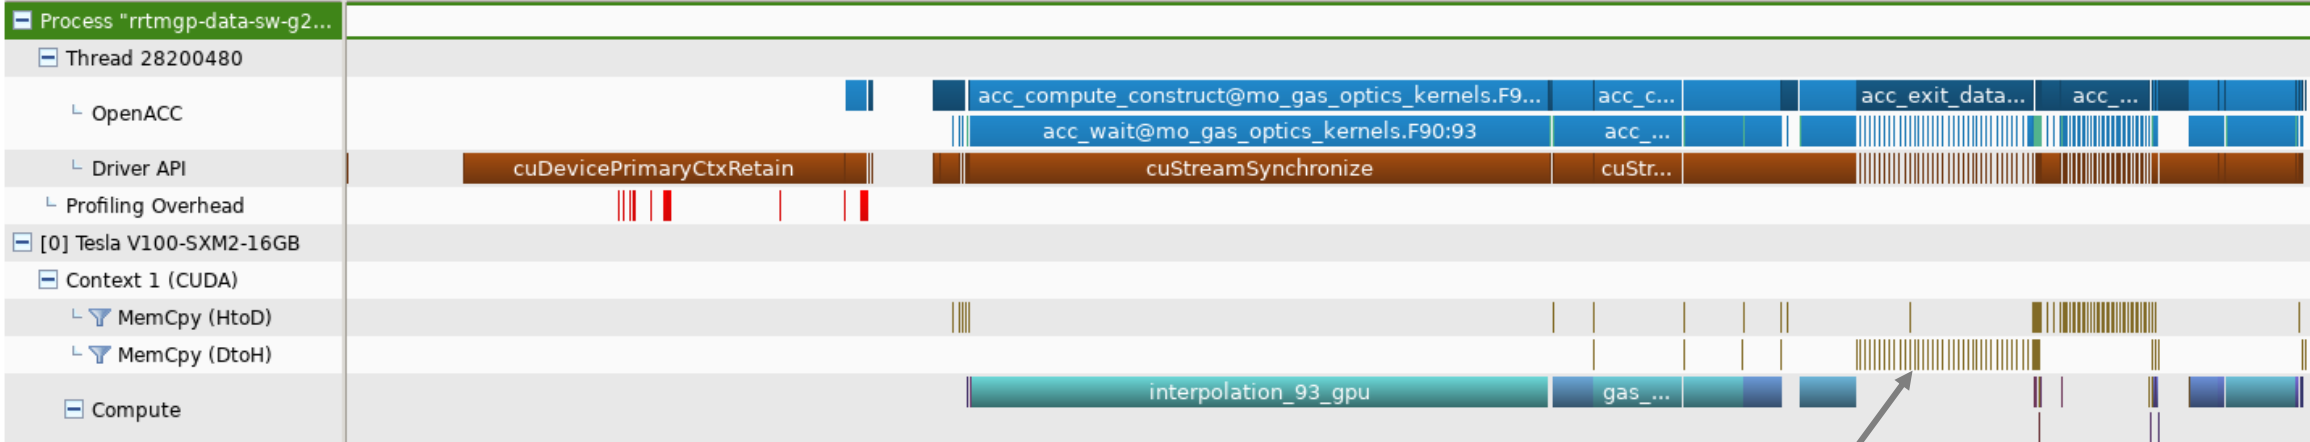 Process "rrtmgp-data-sw-g2...
Thread 28200480
OpenACC
acc_compute_construct@mo_gas_optics_kernels.F9... acc_c... acc_exit_data... acc_...
acc_wait@mo_gas_optics_kernels.F90:93 acc_...
Driver API cuDevicePrimaryCtxRetain cuStreamSynchronize cuStr...
Profiling Overhead
[0] Tesla V100-SXM2-16GB
Context 1 (CUDA)
MemCpy (HtoD)
MemCpy (DtoH)
Compute interpolation_93_gpu gas_...